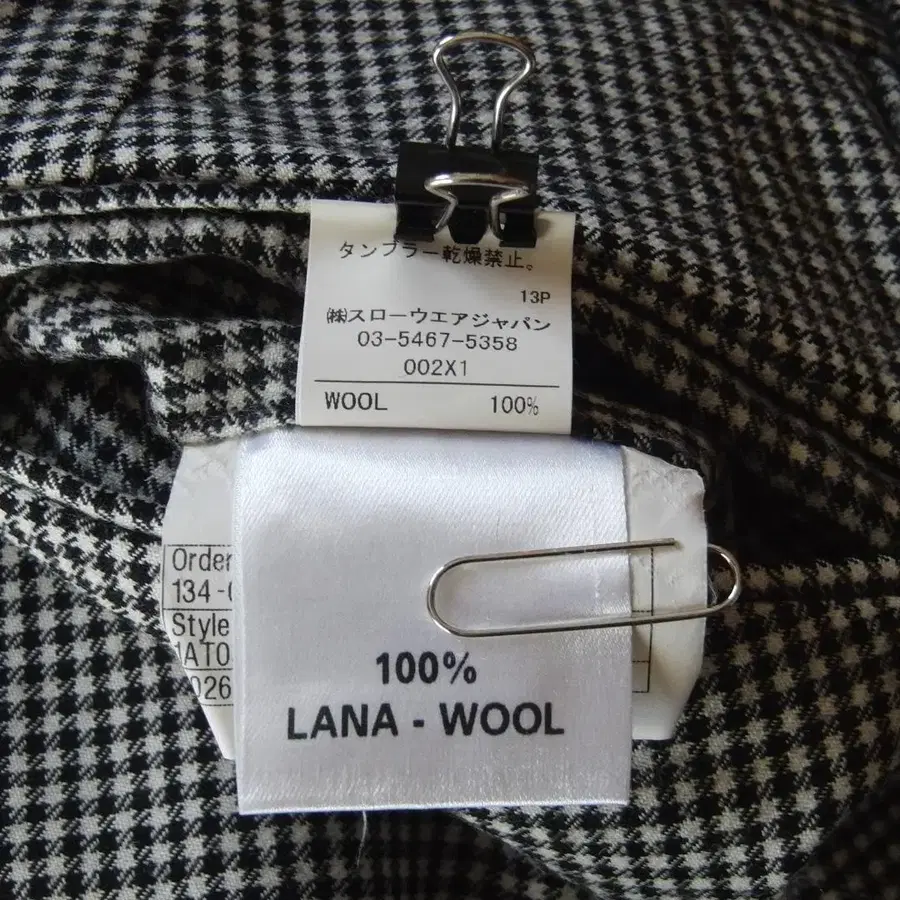 タンブラー乾燥禁止。
13P
㈱スローウエアジャパン
03-5467-5358
002X1
WOOL 100%
Order
134-
Style
1AT0
026
100%
LANA - WOOL